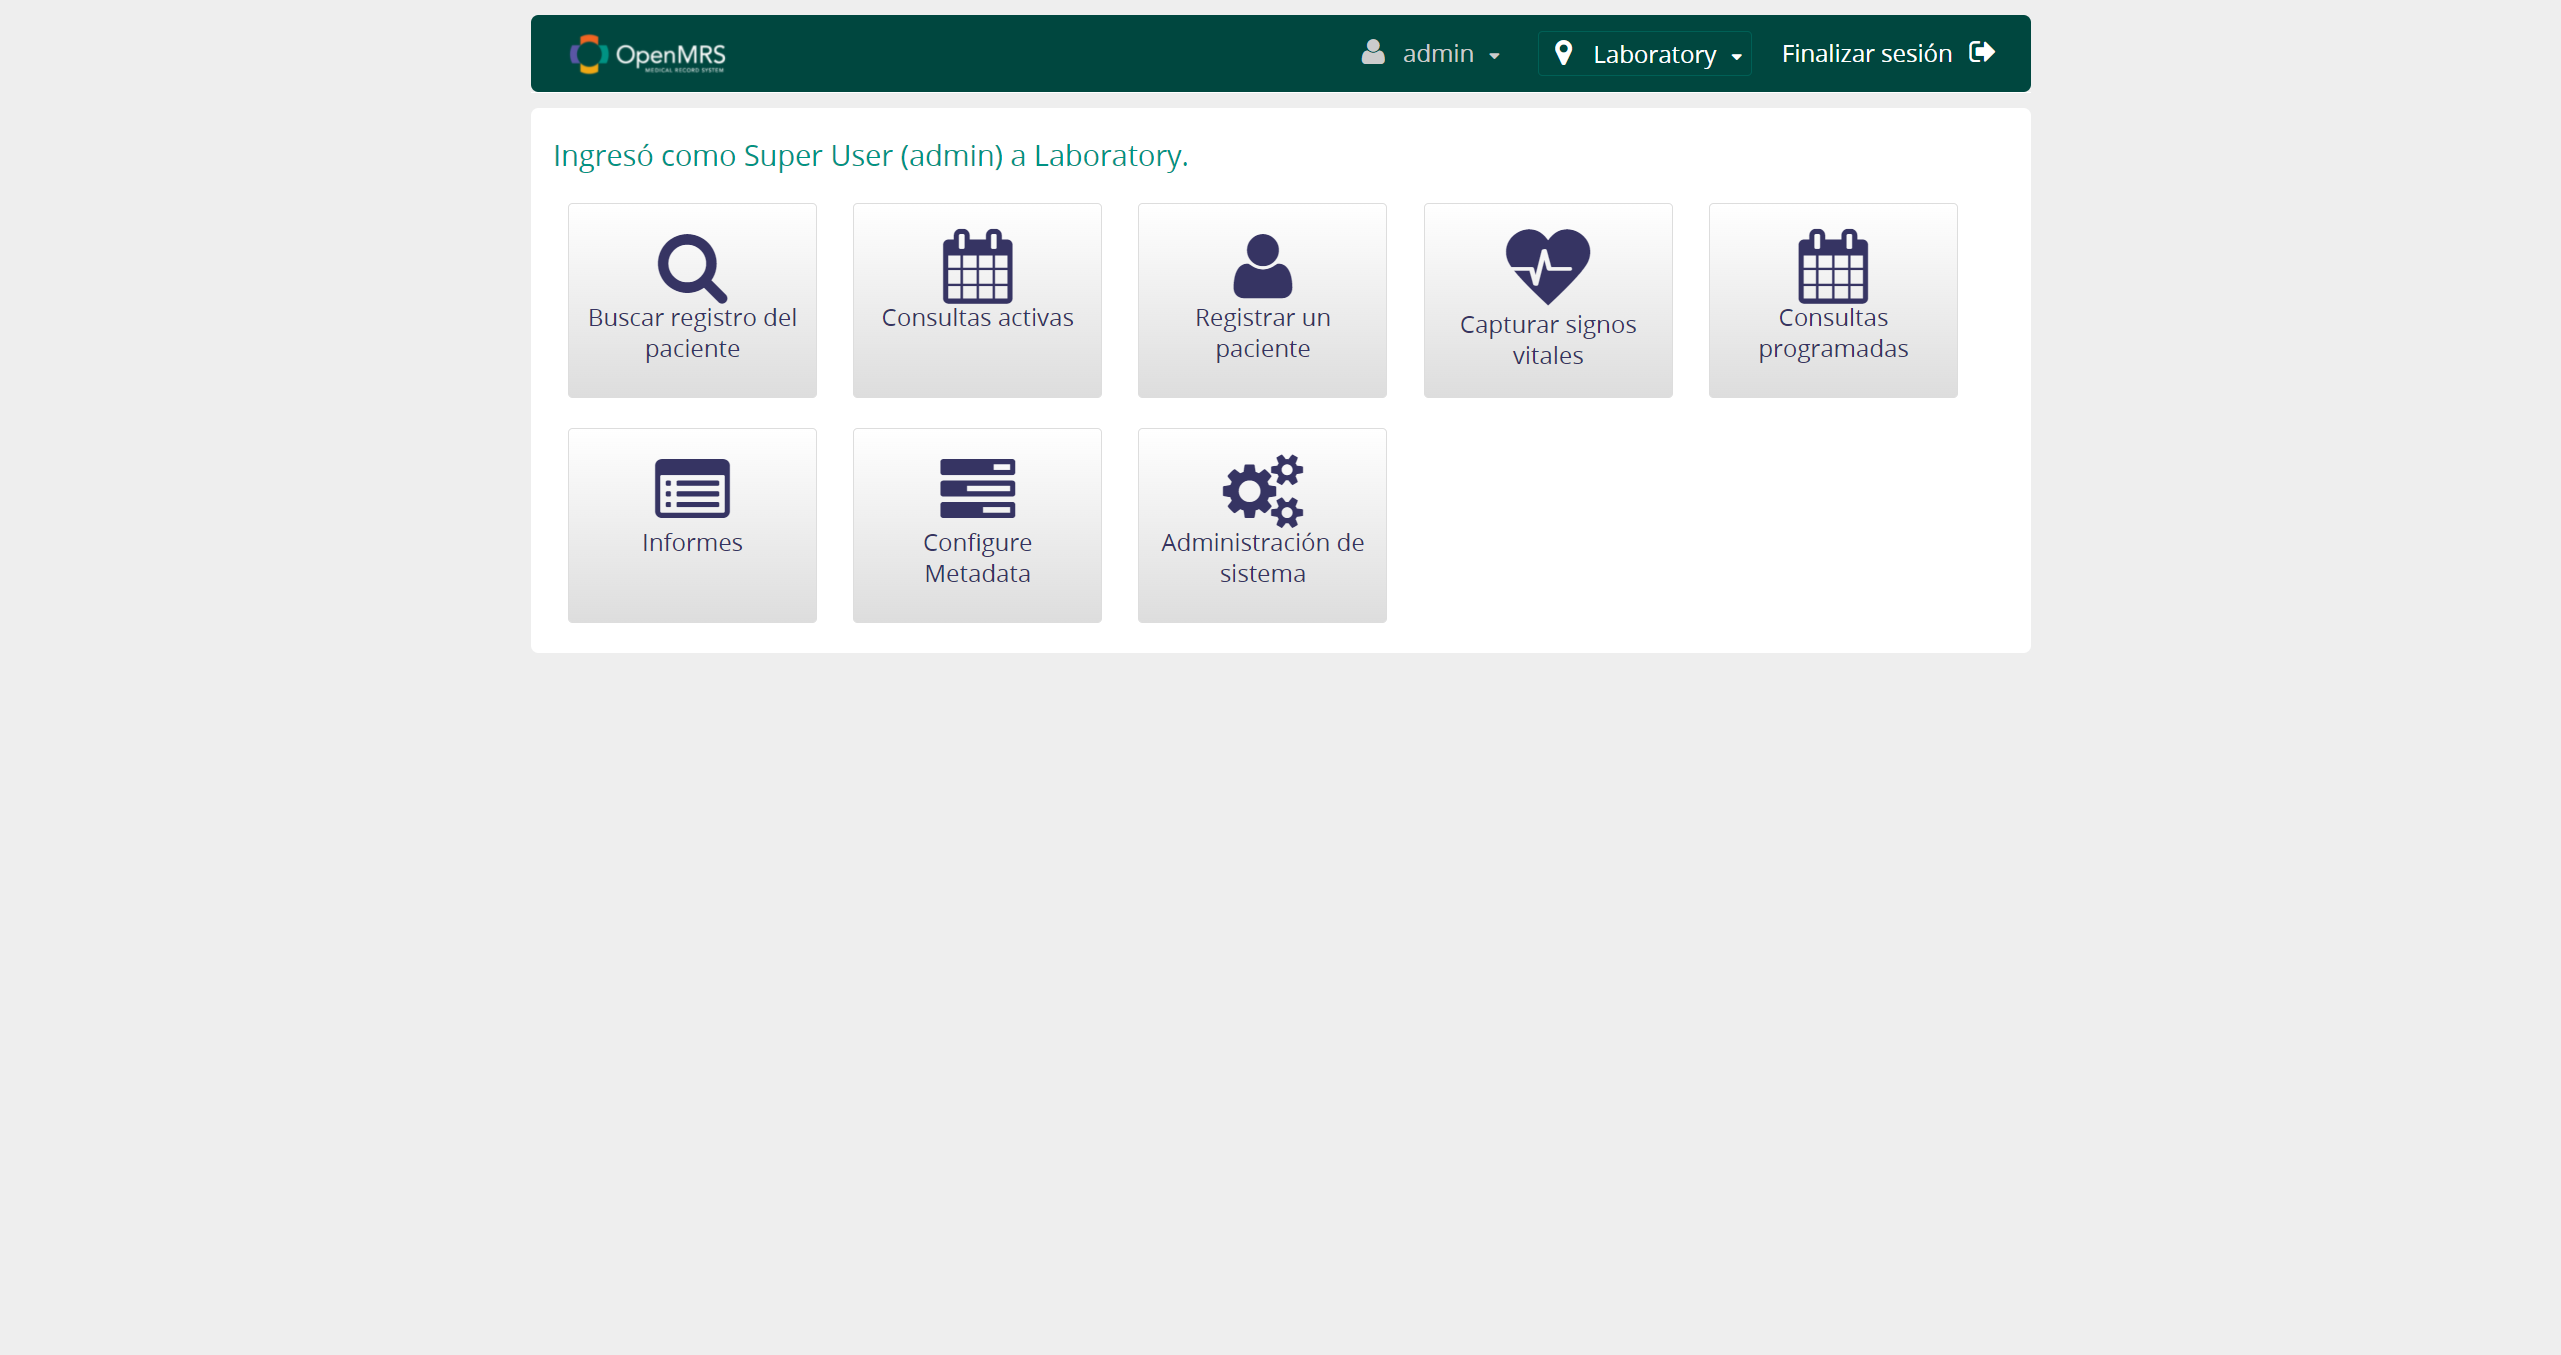 OpenMRS
MEDICAL RECORD SYSTEM
admin
Laboratory
Finalizar sesión
Ingresó como Super User (admin) a Laboratory.
Buscar registro del
paciente
Consultas activas
Registrar un
paciente
Capturar signos
vitales
Consultas
programadas
Informes
Configure
Metadata
Administración de
sistema